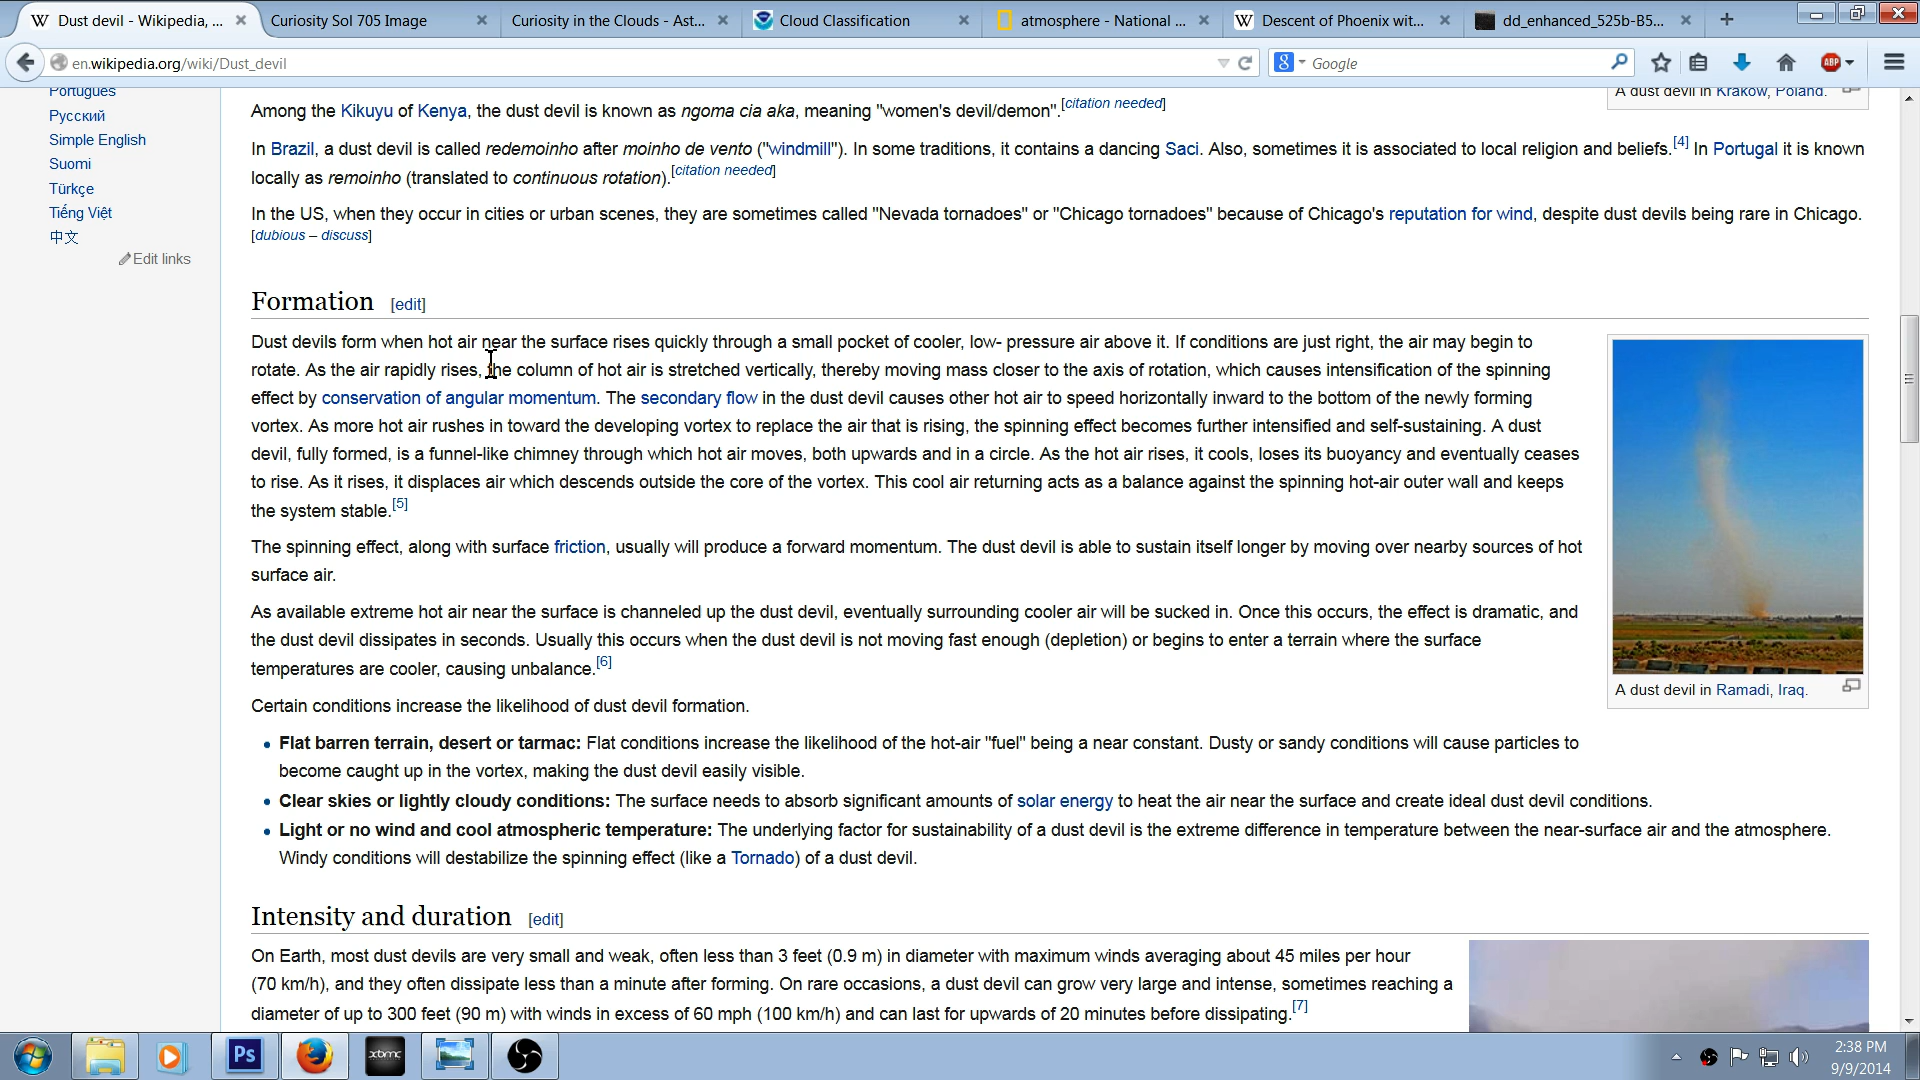 Dust devil - Wikipedia, ...
Curiosity Sol 705 Image
Curiosity in the Clouds - Ast...
Cloud Classification
atmosphere - National ...
Descent of Phoenix wit...
dd_enhanced_525b-B5...
en.wikipedia.org/wiki/Dust_devil
Google
ABP
Português
Русский
Simple English
Suomi
Türkçe
Tiếng Việt
中文
Edit links
Among the Kikuyu of Kenya, the dust devil is known as ngoma cia aka, meaning "women's devil/demon".[citation needed]
A dust devil in Kraków, Poland.
In Brazil, a dust devil is called redemoinho after moinho de vento ("windmill"). In some traditions, it contains a dancing Saci. Also, sometimes it is associated to local religion and beliefs.[4] In Portugal it is known
locally as remoinho (translated to continuous rotation).[citation needed]
In the US, when they occur in cities or urban scenes, they are sometimes called "Nevada tornadoes" or "Chicago tornadoes" because of Chicago's reputation for wind, despite dust devils being rare in Chicago.
[dubious – discuss]
Formation [edit]
Dust devils form when hot air near the surface rises quickly through a small pocket of cooler, low- pressure air above it. If conditions are just right, the air may begin to
rotate. As the air rapidly rises, the column of hot air is stretched vertically, thereby moving mass closer to the axis of rotation, which causes intensification of the spinning
effect by conservation of angular momentum. The secondary flow in the dust devil causes other hot air to speed horizontally inward to the bottom of the newly forming
vortex. As more hot air rushes in toward the developing vortex to replace the air that is rising, the spinning effect becomes further intensified and self-sustaining. A dust
devil, fully formed, is a funnel-like chimney through which hot air moves, both upwards and in a circle. As the hot air rises, it cools, loses its buoyancy and eventually ceases
to rise. As it rises, it displaces air which descends outside the core of the vortex. This cool air returning acts as a balance against the spinning hot-air outer wall and keeps
the system stable.[5]
The spinning effect, along with surface friction, usually will produce a forward momentum. The dust devil is able to sustain itself longer by moving over nearby sources of hot
surface air.
As available extreme hot air near the surface is channeled up the dust devil, eventually surrounding cooler air will be sucked in. Once this occurs, the effect is dramatic, and
the dust devil dissipates in seconds. Usually this occurs when the dust devil is not moving fast enough (depletion) or begins to enter a terrain where the surface
temperatures are cooler, causing unbalance.[6]
A dust devil in Ramadi, Iraq.
Certain conditions increase the likelihood of dust devil formation.
Flat barren terrain, desert or tarmac: Flat conditions increase the likelihood of the hot-air "fuel" being a near constant. Dusty or sandy conditions will cause particles to
become caught up in the vortex, making the dust devil easily visible.
Clear skies or lightly cloudy conditions: The surface needs to absorb significant amounts of solar energy to heat the air near the surface and create ideal dust devil conditions.
Light or no wind and cool atmospheric temperature: The underlying factor for sustainability of a dust devil is the extreme difference in temperature between the near-surface air and the atmosphere.
Windy conditions will destabilize the spinning effect (like a Tornado) of a dust devil.
Intensity and duration [edit]
On Earth, most dust devils are very small and weak, often less than 3 feet (0.9 m) in diameter with maximum winds averaging about 45 miles per hour
(70 km/h), and they often dissipate less than a minute after forming. On rare occasions, a dust devil can grow very large and intense, sometimes reaching a
diameter of up to 300 feet (90 m) with winds in excess of 60 mph (100 km/h) and can last for upwards of 20 minutes before dissipating.[7]
Ps
xbmc
2:38 PM
9/9/2014